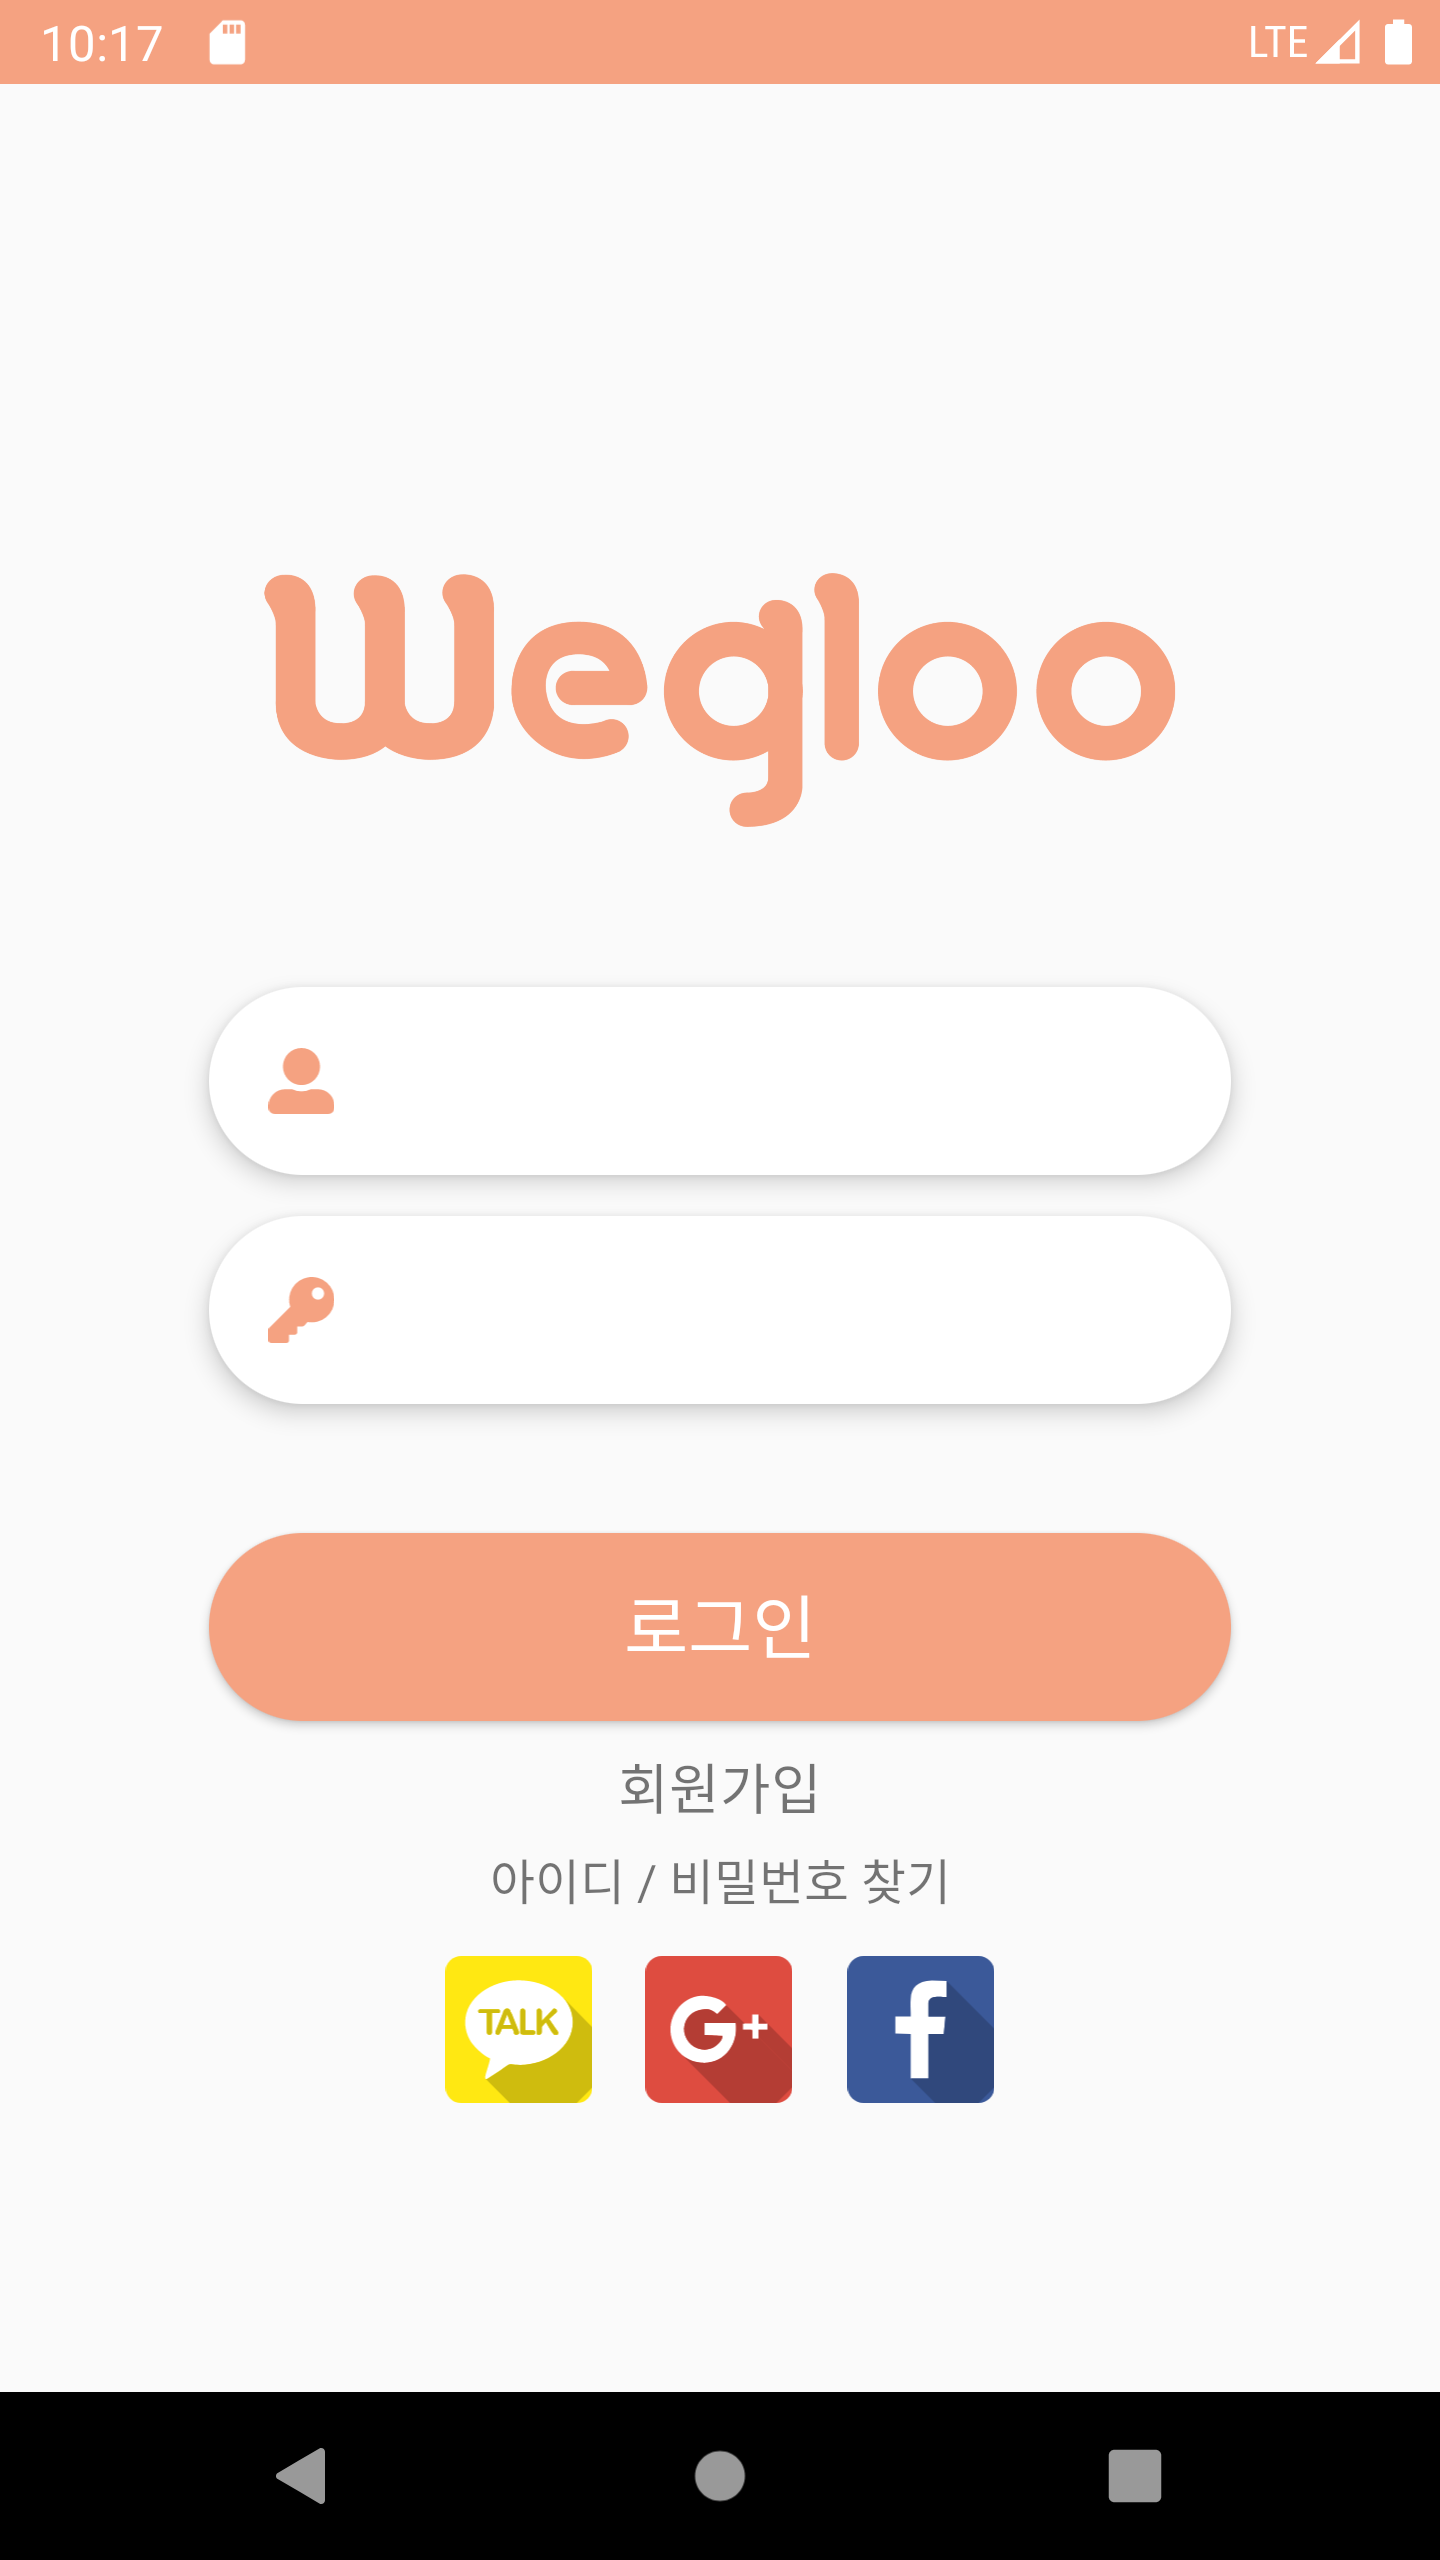 10:17 LTE
Wegloo
로그인
회원가입
아이디 / 비밀번호 찾기
TALK G+ f